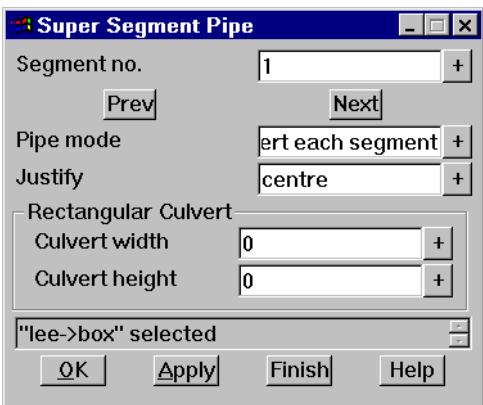 Super Segment Pipe
Segment no. 1 +
Prev Next
Pipe mode ert each segment +
Justify centre +
Rectangular Culvert
Culvert width 0 +
Culvert height 0 +
"lee->box" selected
OK Apply Finish Help